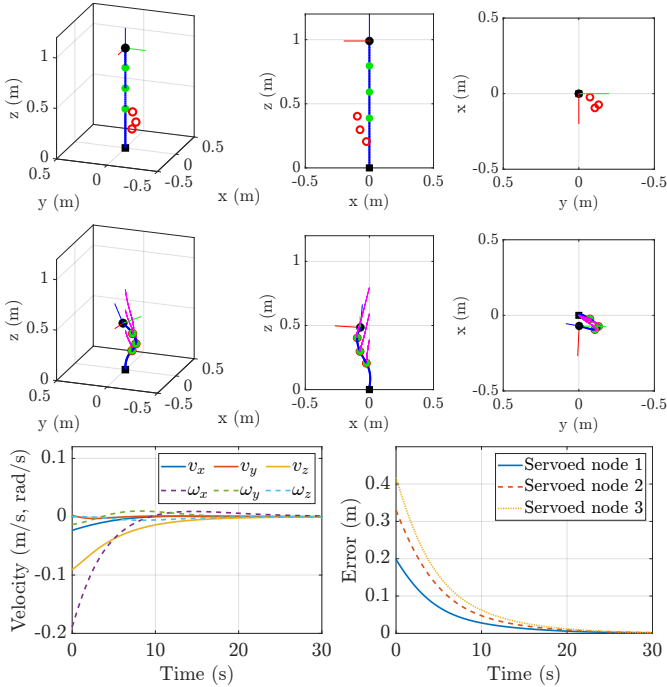 1
0.5
0
z (m)
0.5
0
-0.5
y (m)
0.5
0
-0.5
x (m)
1
0.5
0
z (m)
-0.5
0
0.5
x (m)
0.5
0
-0.5
x (m)
0.5
0
-0.5
y (m)
1
0.5
0
z (m)
0.5
0
-0.5
y (m)
0.5
0
-0.5
x (m)
1
0.5
0
z (m)
-0.5
0
0.5
x (m)
0.5
0
-0.5
x (m)
0.5
0
-0.5
y (m)
0.1
0
-0.1
-0.2
Velocity (m/s, rad/s)
v_x v_y v_z
ω_x ω_y ω_z
0 10 20 30
Time (s)
0.4
0.3
0.2
0.1
0
Error (m)
Servoed node 1
Servoed node 2
Servoed node 3
0 10 20 30
Time (s)